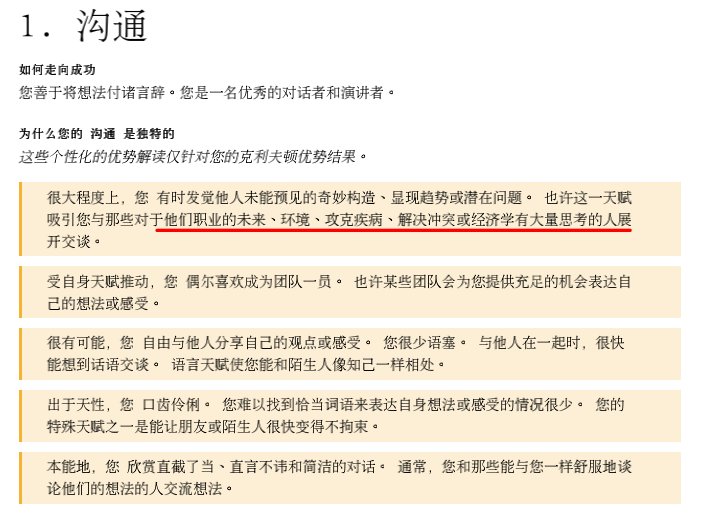 1. 沟通
如何走向成功
您善于将想法付诸言辞。您是一名优秀的对话者和演讲者。
为什么您的 沟通 是独特的
这些个性化的优势解读仅针对您的克利夫顿优势结果。
很大程度上，您 有时发觉他人未能预见的奇妙构造、显现趋势或潜在问题。 也许这一天赋
吸引您与那些对于他们职业的未来、环境、攻克疾病、解决冲突或经济学有大量思考的人展
开交谈。
受自身天赋推动，您 偶尔喜欢成为团队一员。 也许某些团队会为您提供充足的机会表达自
己的想法或感受。
很有可能，您 自由与他人分享自己的观点或感受。 您很少语塞。 与他人在一起时，很快
能想到话语交谈。 语言天赋使您能和陌生人像知己一样相处。
出于天性，您 口齿伶俐。 您难以找到恰当词语来表达自身想法或感受的情况很少。 您的
特殊天赋之一是能让朋友或陌生人很快变得不拘束。
本能地，您 欣赏直截了当、直言不讳和简洁的对话。 通常，您和那些能与您一样舒服地谈
论他们的想法的人交流想法。